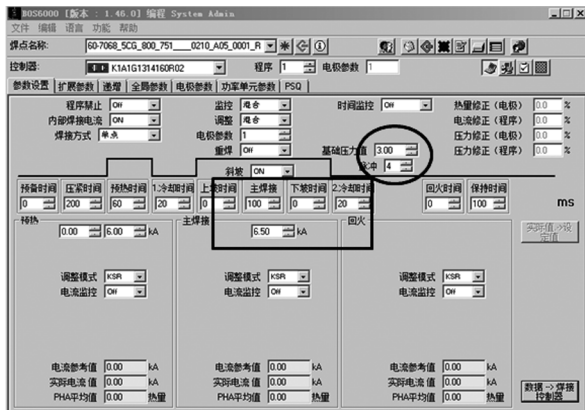 BOS6000 [版本 : 1.46.0] 编程 System Admin
文件 编辑 语言 功能 帮助
焊点名称: 60-7068_5CG_800_751____0210_A05_0001_R
控制器: K1A1G1314160R02 程序 1 电极参数 1
参数设置 扩展参数 递增 全局参数 电极参数 功率单元参数 PSQ
程序禁止 Off 监控 混合 时间监控 Off 热量修正（电极） 0.0 %
内部焊接电流 ON 调整 混合 电流修正（程序） 0.0 %
焊接方式 单点 电极参数 1 基础压力值 3.00 压力修正（电极） 0.0 %
重焊 Off 脉冲 4 压力修正（程序） 0.0 %
斜坡 ON
预备时间 压紧时间 预热时间 1.冷却时间 上坡时间 主焊接 下坡时间 2.冷却时间 回火时间 保持时间
0 200 60 20 0 100 0 20 0 100 ms
预热 主焊接 回火
0.00 6.00 kA 6.50 kA
实际值->设定值
调整模式 KSR 调整模式 KSR 调整模式 KSR
电流监控 Off 电流监控 Off 电流监控 Off
电流参考值 0.00 kA 电流参考值 0.00 kA 电流参考值 0.00 kA
实际电流值 0.00 kA 实际电流值 0.00 kA 实际电流值 0.00 kA
PHA平均值 0.00 热量 PHA平均值 0.00 热量 PHA平均值 0.00 热量
数据->焊接控制器